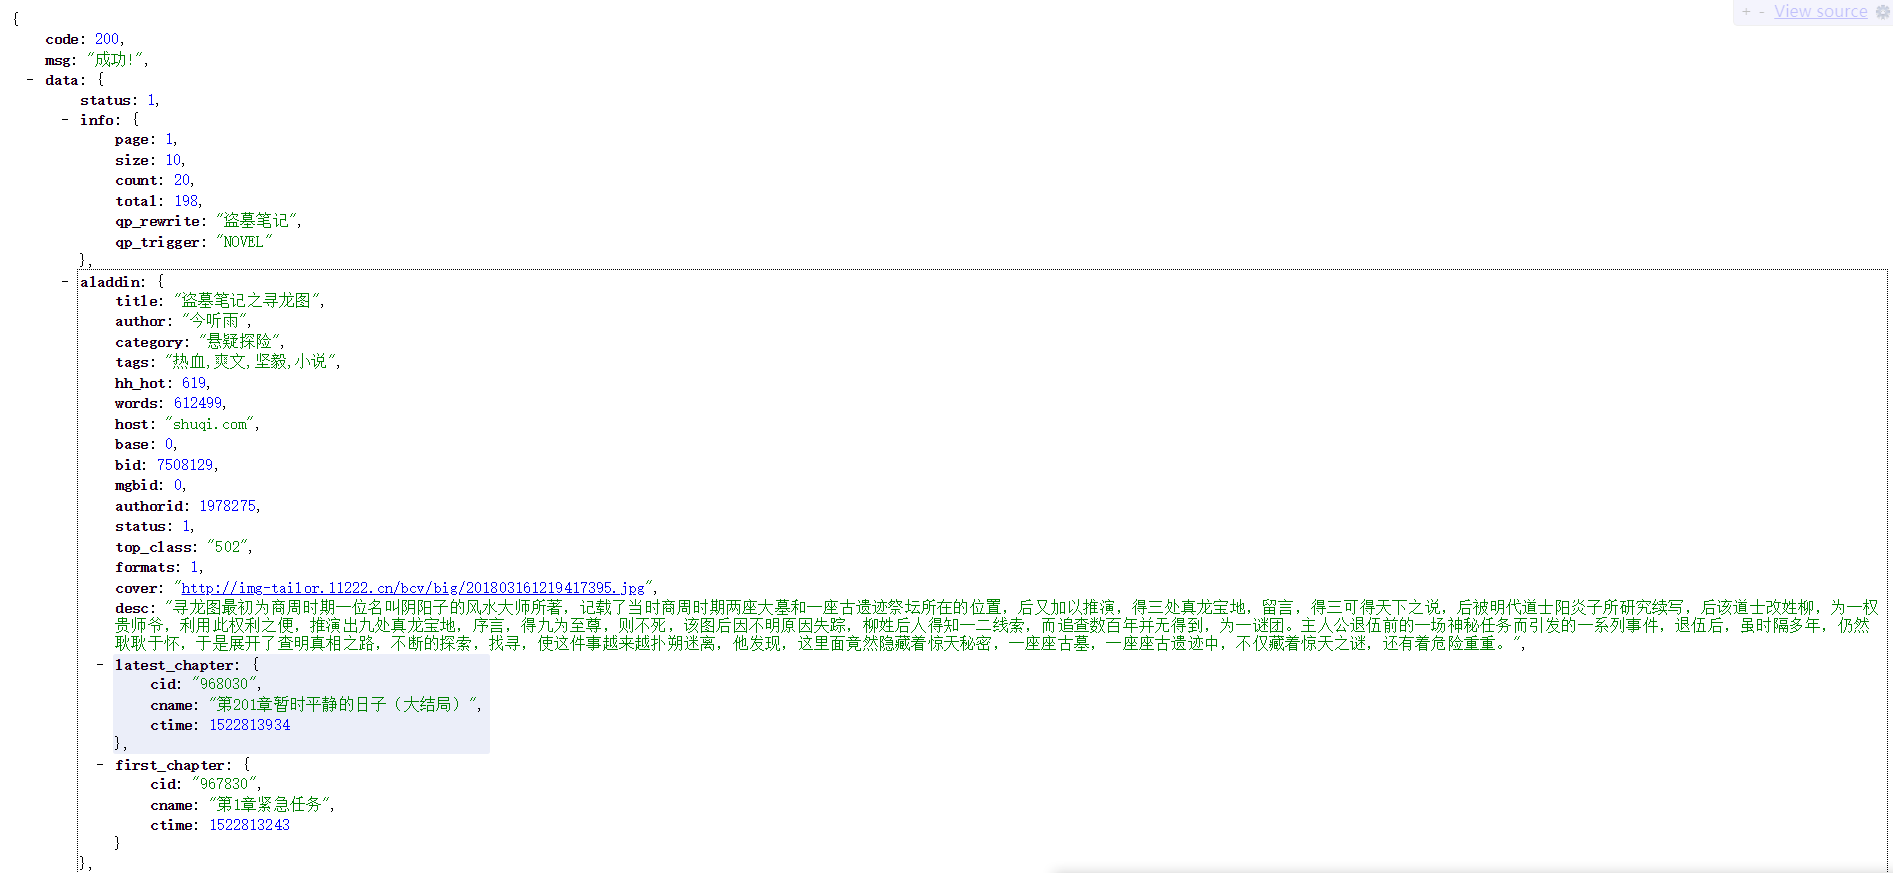 + - View source
{
code: 200,
msg: "成功!",
- data: {
status: 1,
- info: {
page: 1,
size: 10,
count: 20,
total: 198,
qp_rewrite: "盗墓笔记",
qp_trigger: "NOVEL"
},
- aladdin: {
title: "盗墓笔记之寻龙图",
author: "今听雨",
category: "悬疑探险",
tags: "热血,爽文,坚毅,小说",
hh_hot: 619,
words: 612499,
host: "shuqi.com",
base: 0,
bid: 7508129,
mgbid: 0,
authorid: 1978275,
status: 1,
top_class: "502",
formats: 1,
cover: "http://img-tailor.11222.cn/bcv/big/201803161219417395.jpg",
desc: "寻龙图最初为商周时期一位名叫阴阳子的风水大师所著，记载了当时商周时期两座大墓和一座古遗迹祭坛所在的位置，后又加以推演，得三处真龙宝地，留言，得三可得天下之说，后被明代道士阳炎子所研究续写，后该道士改姓柳，为一权
贵师爷，利用此权利之便，推演出九处真龙宝地，序言，得九为至尊，则不死，该图后因不明原因失踪，柳姓后人得知一二线索，而追查数百年并无得到，为一谜团。主人公退伍前的一场神秘任务而引发的一系列事件，退伍后，虽时隔多年，仍然
耿耿于怀，于是展开了查明真相之路，不断的探索，找寻，使这件事越来越扑朔迷离，他发现，这里面竟然隐藏着惊天秘密，一座座古墓，一座座古遗迹中，不仅藏着惊天之谜，还有着危险重重。",
- latest_chapter: {
cid: "968030",
cname: "第201章暂时平静的日子（大结局）",
ctime: 1522813934
},
- first_chapter: {
cid: "967830",
cname: "第1章紧急任务",
ctime: 1522813243
}
},